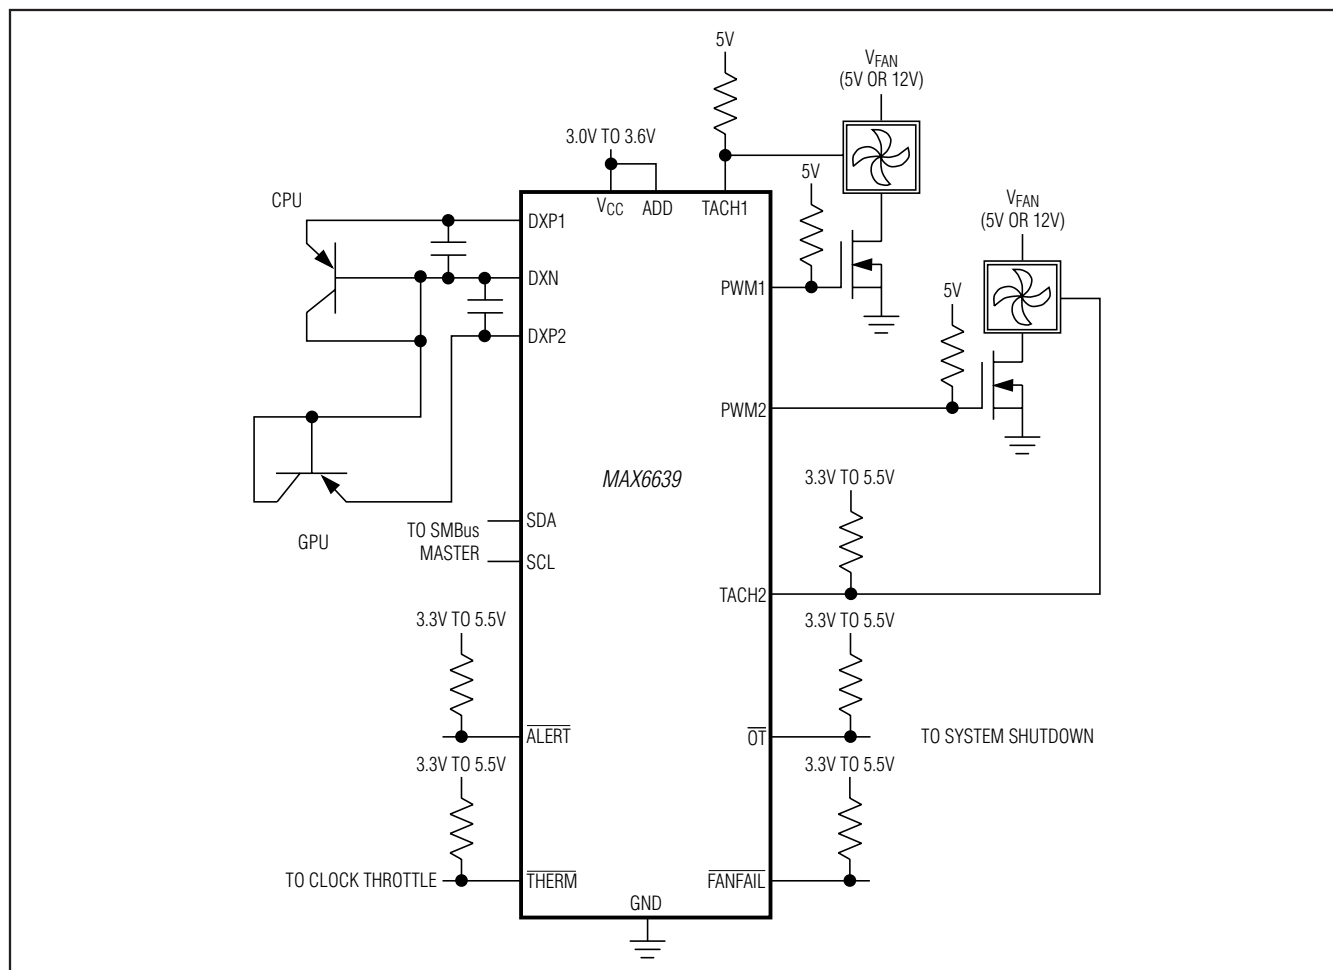 5V
VFAN
(5V OR 12V)
3.0V TO 3.6V
5V
CPU
VCC
ADD
TACH1
VFAN
(5V OR 12V)
DXP1
DXN
PWM1
5V
DXP2
PWM2
MAX6639
3.3V TO 5.5V
GPU
TO SMBus
MASTER
SDA
SCL
TACH2
3.3V TO 5.5V
3.3V TO 5.5V
ALERT
OT
TO SYSTEM SHUTDOWN
3.3V TO 5.5V
3.3V TO 5.5V
TO CLOCK THROTTLE
THERM
FANFAIL
GND